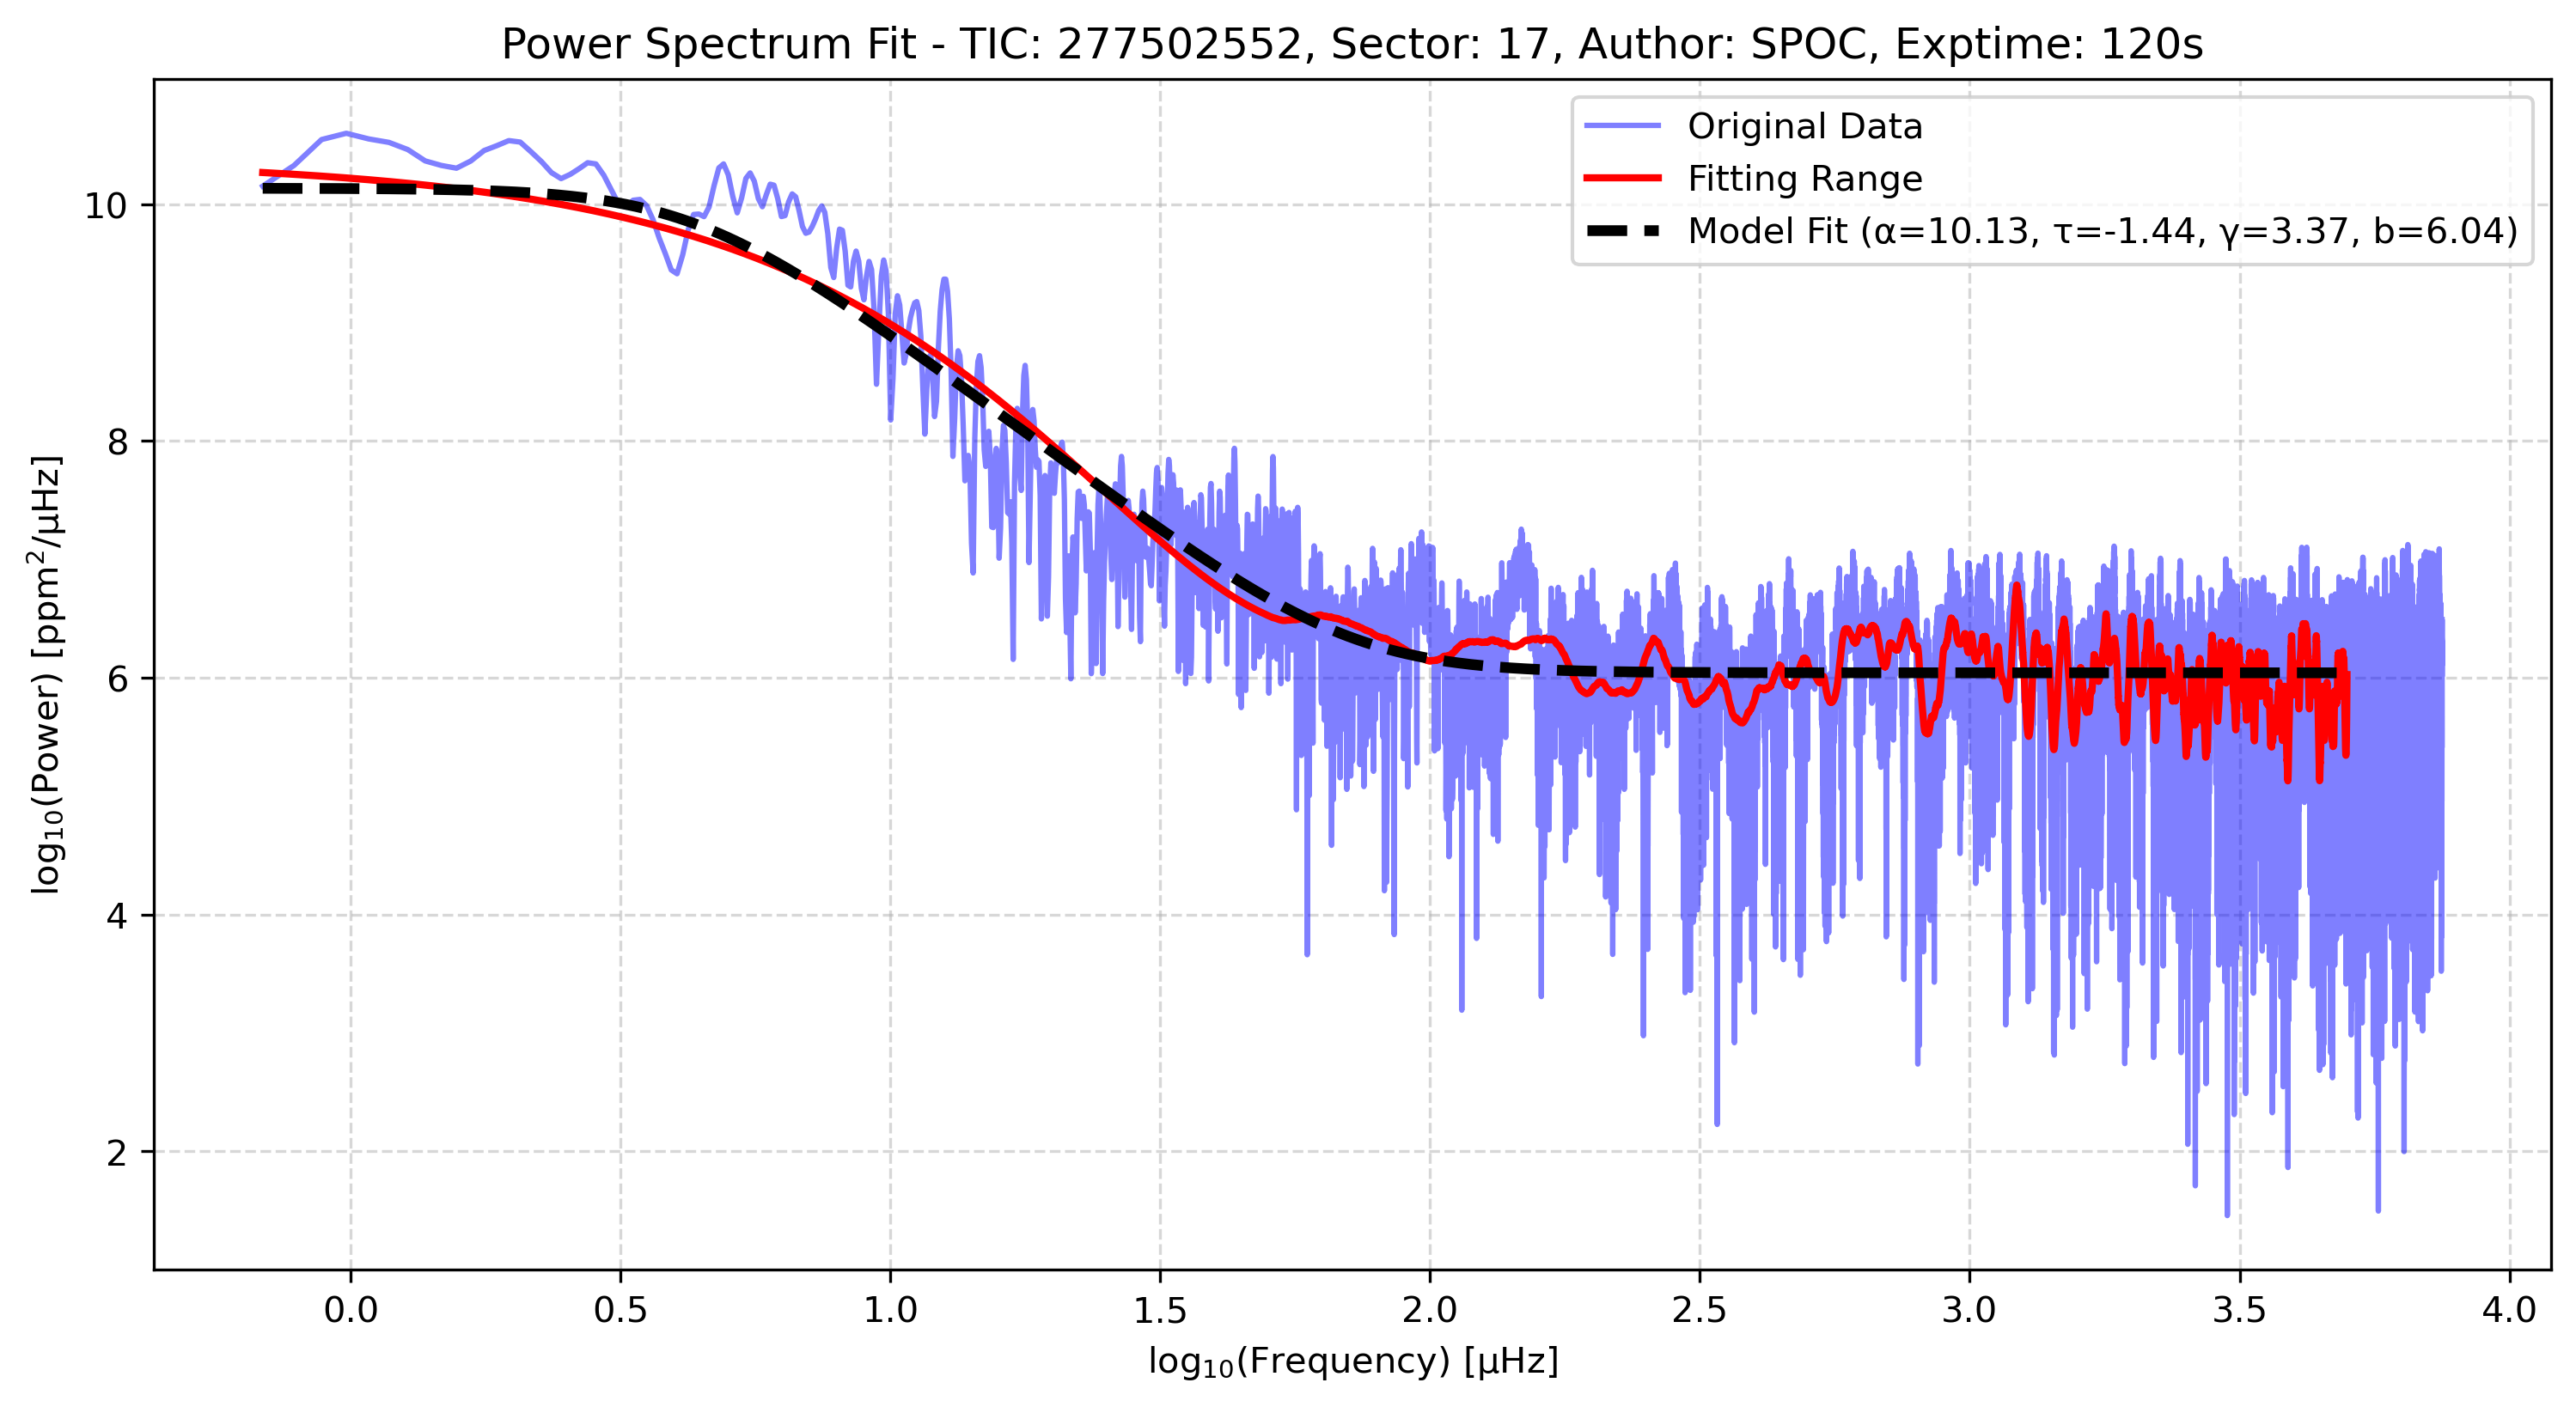 Power Spectrum Fit - TIC: 277502552, Sector: 17, Author: SPOC, Exptime: 120s
Original Data
Fitting Range
Model Fit (α=10.13, τ=-1.44, γ=3.37, b=6.04)
log₁₀(Power) [ppm²/μHz]
10
8
6
4
2
0.0 0.5 1.0 1.5 2.0 2.5 3.0 3.5 4.0
log₁₀(Frequency) [μHz]